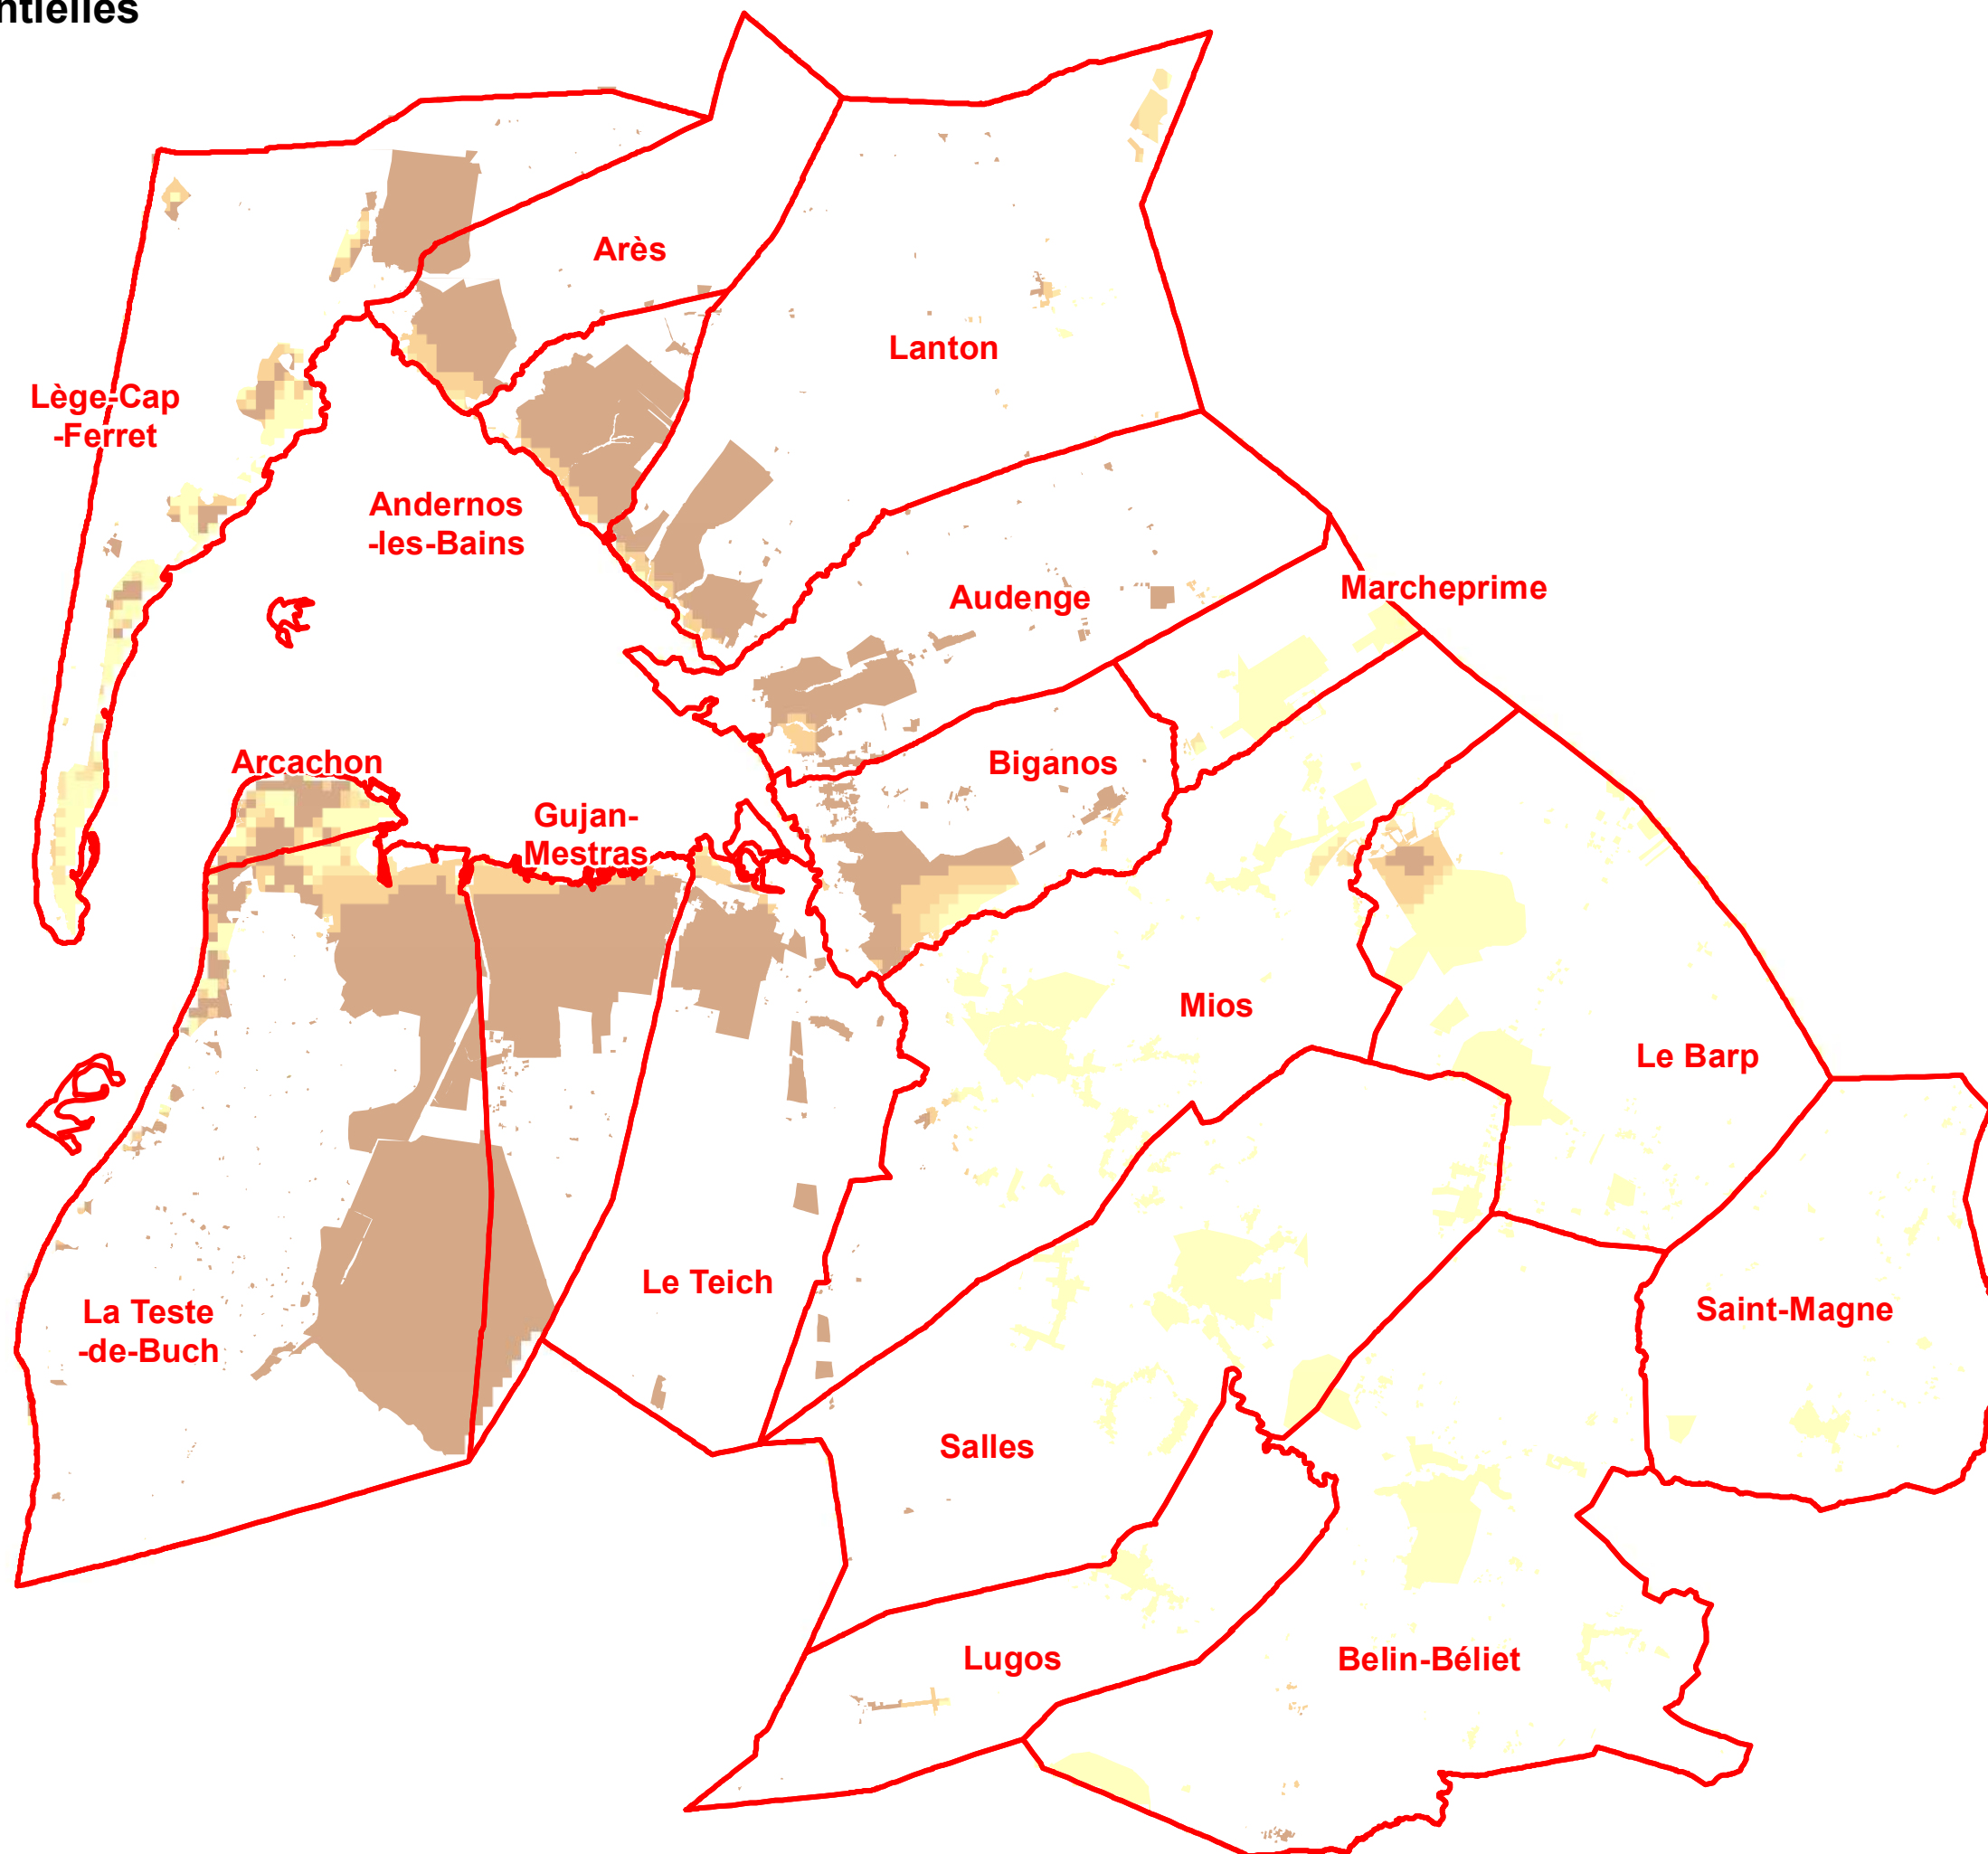 ntielles
Arès
Lanton
Lège-Cap
-Ferret
Andernos
-les-Bains
Audenge
Marcheprime
Arcachon
Biganos
Gujan-
Mestras
Mios
Le Barp
Le Teich
La Teste
-de-Buch
Saint-Magne
Salles
Lugos
Belin-Béliet